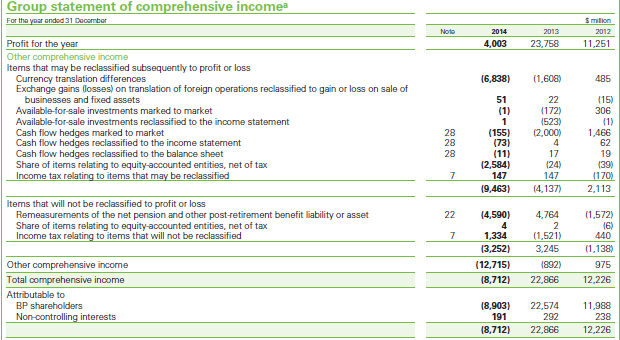 Group statement of comprehensive incomeᵃ
For the year ended 31 December $ million
Note 2014 2013 2012
Profit for the year 4,003 23,758 11,251
Other comprehensive income
Items that may be reclassified subsequently to profit or loss
Currency translation differences (6,838) (1,608) 485
Exchange gains (losses) on translation of foreign operations reclassified to gain or loss on sale of
businesses and fixed assets 51 22 (15)
Available-for-sale investments marked to market (1) (172) 306
Available-for-sale investments reclassified to the income statement 1 (523) (1)
Cash flow hedges marked to market 28 (155) (2,000) 1,466
Cash flow hedges reclassified to the income statement 28 (73) 4 62
Cash flow hedges reclassified to the balance sheet 28 (11) 17 19
Share of items relating to equity-accounted entities, net of tax (2,584) (24) (39)
Income tax relating to items that may be reclassified 7 147 147 (170)
(9,463) (4,137) 2,113
Items that will not be reclassified to profit or loss
Remeasurements of the net pension and other post-retirement benefit liability or asset 22 (4,590) 4,764 (1,572)
Share of items relating to equity-accounted entities, net of tax 4 2 (6)
Income tax relating to items that will not be reclassified 7 1,334 (1,521) 440
(3,252) 3,245 (1,138)
Other comprehensive income (12,715) (892) 975
Total comprehensive income (8,712) 22,866 12,226
Attributable to
BP shareholders (8,903) 22,574 11,988
Non-controlling interests 191 292 238
(8,712) 22,866 12,226